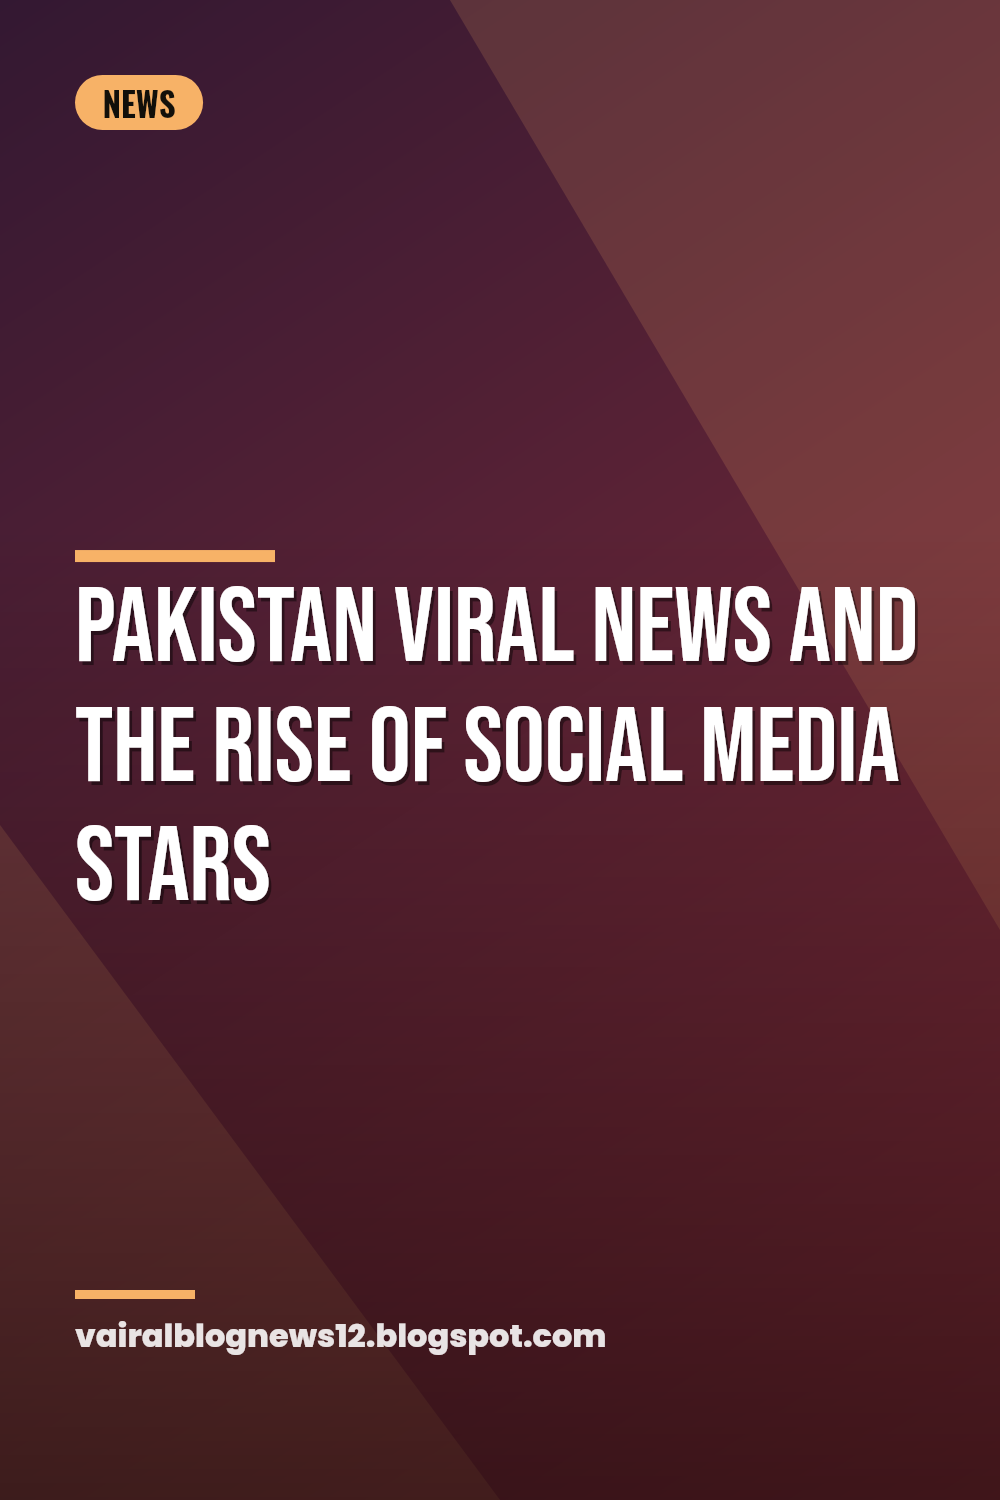 NEWS
PAKISTAN VIRAL NEWS AND
THE RISE OF SOCIAL MEDIA
STARS
vairalblognews12.blogspot.com